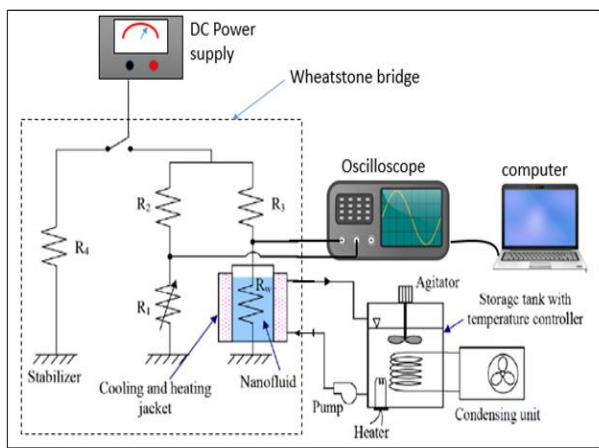 DC Power
supply
Wheatstone bridge
Oscilloscope
computer
R2
R3
R4
R1
Rw
Agitator
Storage tank with
temperature controller
Stabilizer
Cooling and heating
jacket
Nanofluid
Pump
Heater
Condensing unit